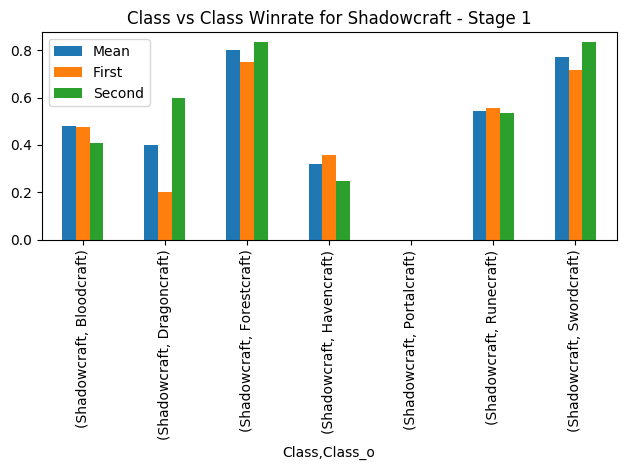 Class vs Class Winrate for Shadowcraft - Stage 1
Mean
First
Second
0.8
0.6
0.4
0.2
0.0
(Shadowcraft, Bloodcraft)
(Shadowcraft, Dragoncraft)
(Shadowcraft, Forestcraft)
(Shadowcraft, Havencraft)
(Shadowcraft, Portalcraft)
(Shadowcraft, Runecraft)
(Shadowcraft, Swordcraft)
Class,Class_o